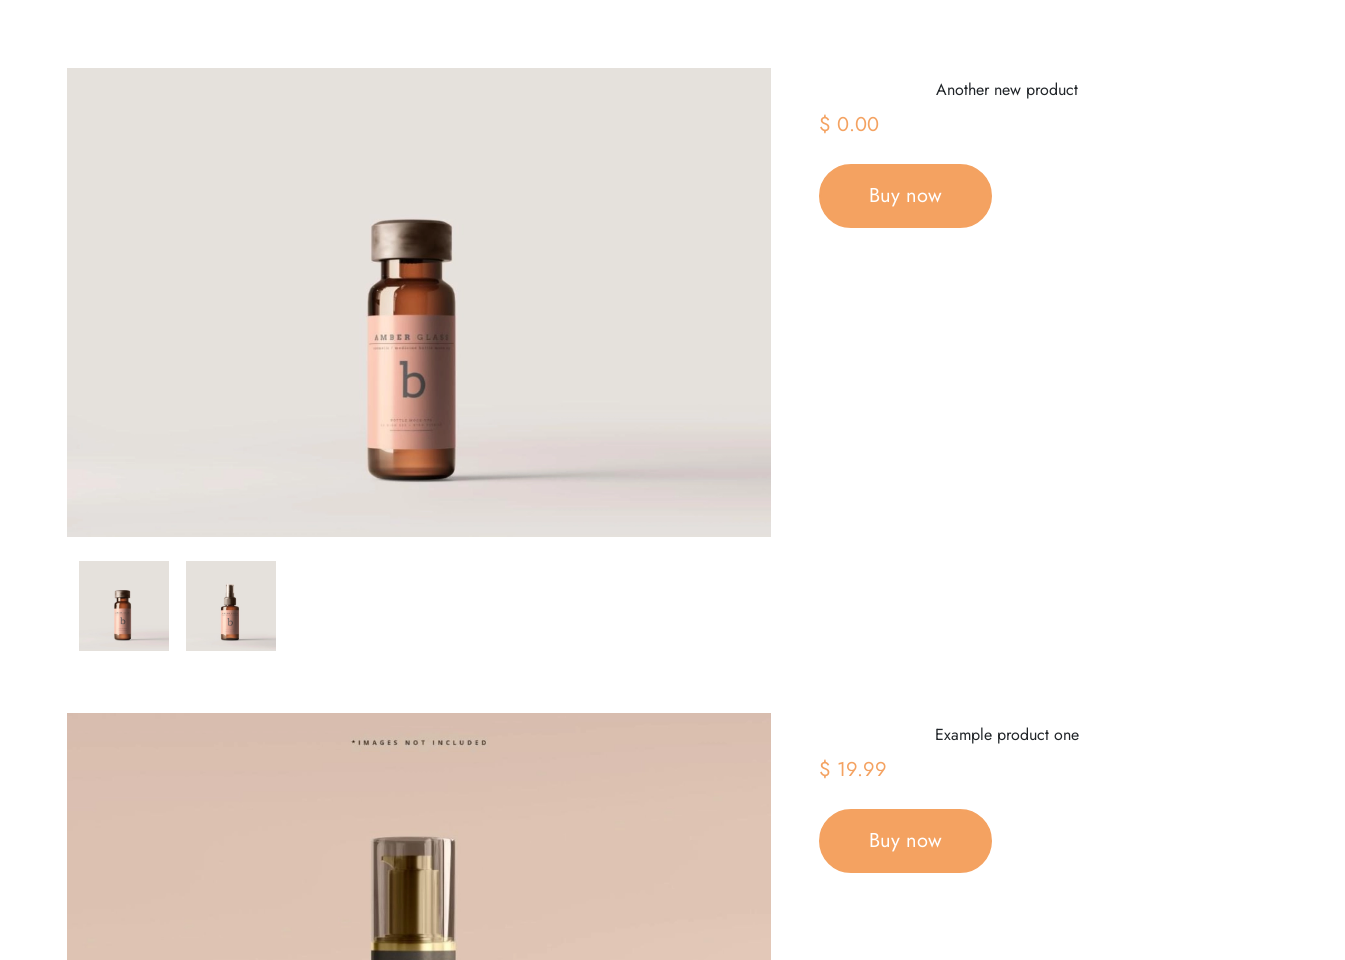 Another new product
$ 0.00
Buy now
AMBER GLASS
b
*IMAGES NOT INCLUDED
Example product one
$ 19.99
Buy now